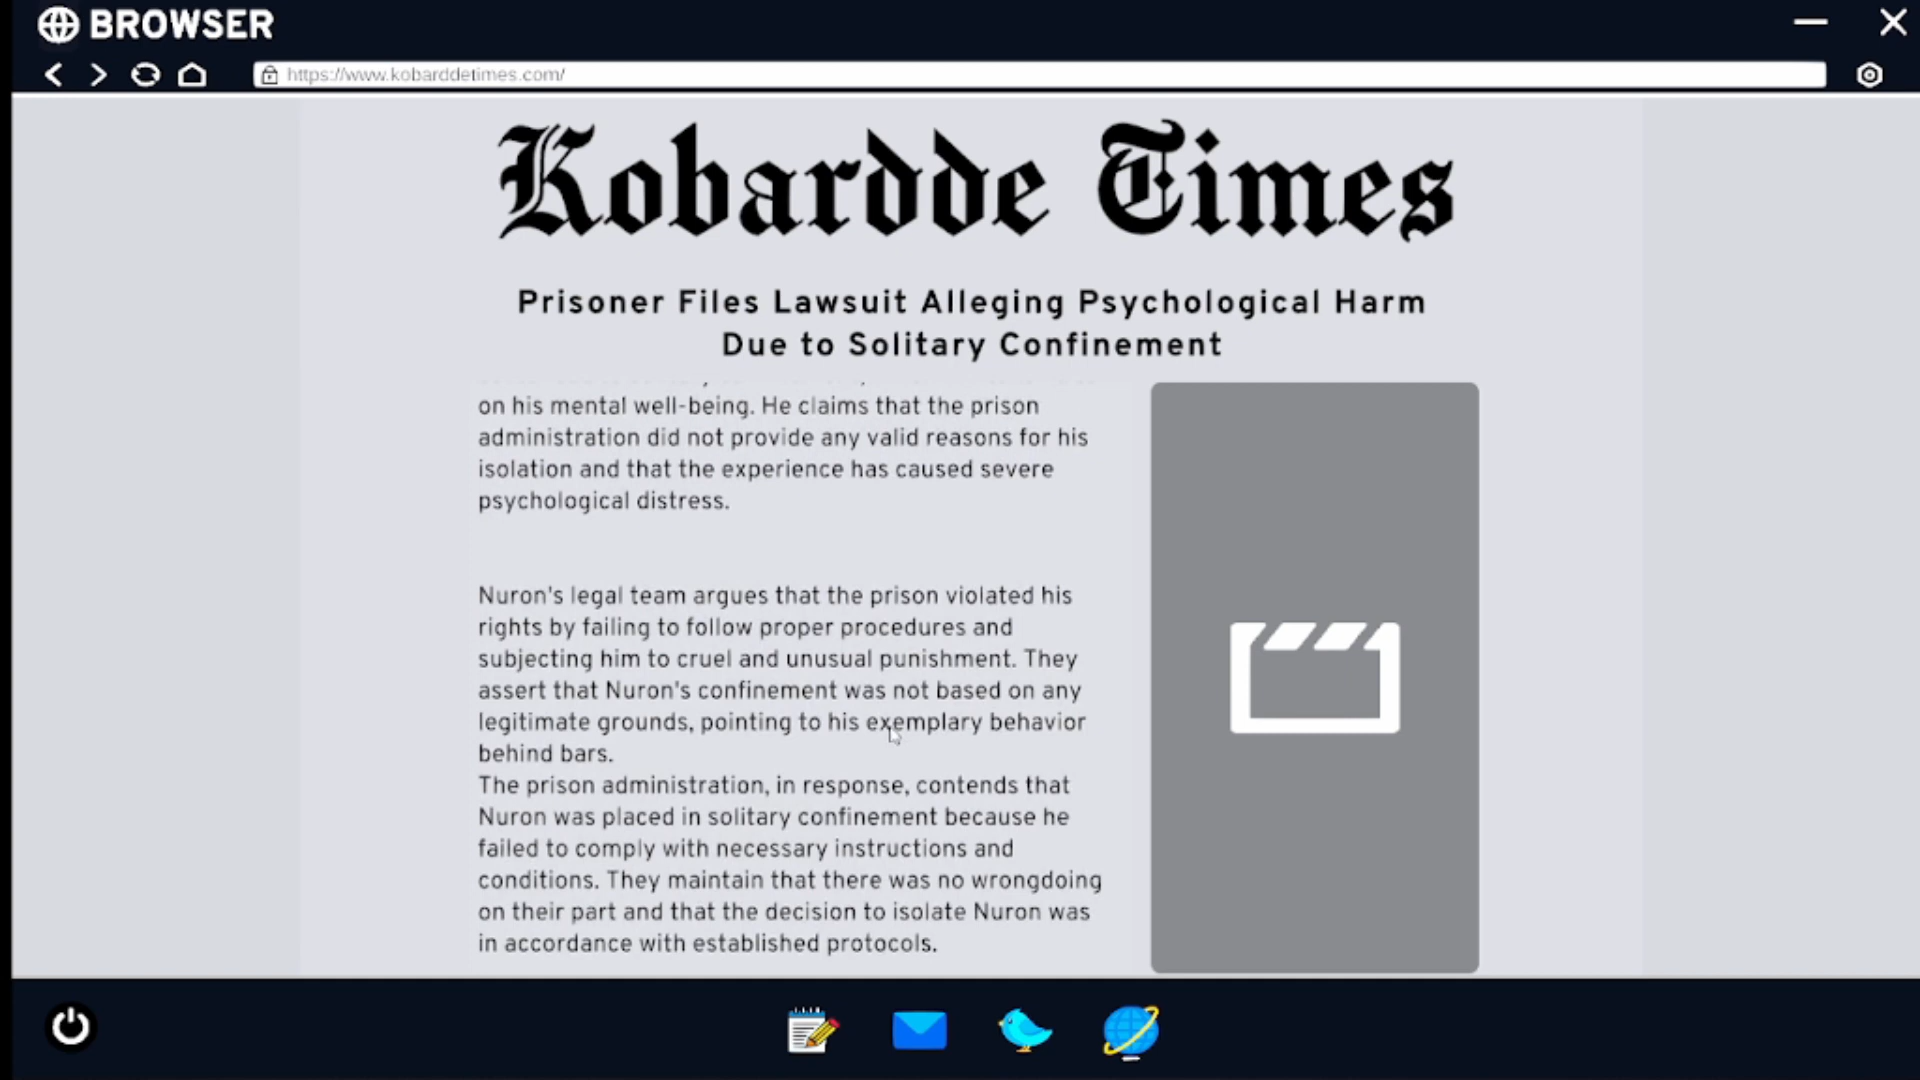 BROWSER
https://www.kobarddetimes.com/
Kobardde Times
Prisoner Files Lawsuit Alleging Psychological Harm
Due to Solitary Confinement
on his mental well-being. He claims that the prison
administration did not provide any valid reasons for his
isolation and that the experience has caused severe
psychological distress.
Nuron's legal team argues that the prison violated his
rights by failing to follow proper procedures and
subjecting him to cruel and unusual punishment. They
assert that Nuron's confinement was not based on any
legitimate grounds, pointing to his exemplary behavior
behind bars.
The prison administration, in response, contends that
Nuron was placed in solitary confinement because he
failed to comply with necessary instructions and
conditions. They maintain that there was no wrongdoing
on their part and that the decision to isolate Nuron was
in accordance with established protocols.